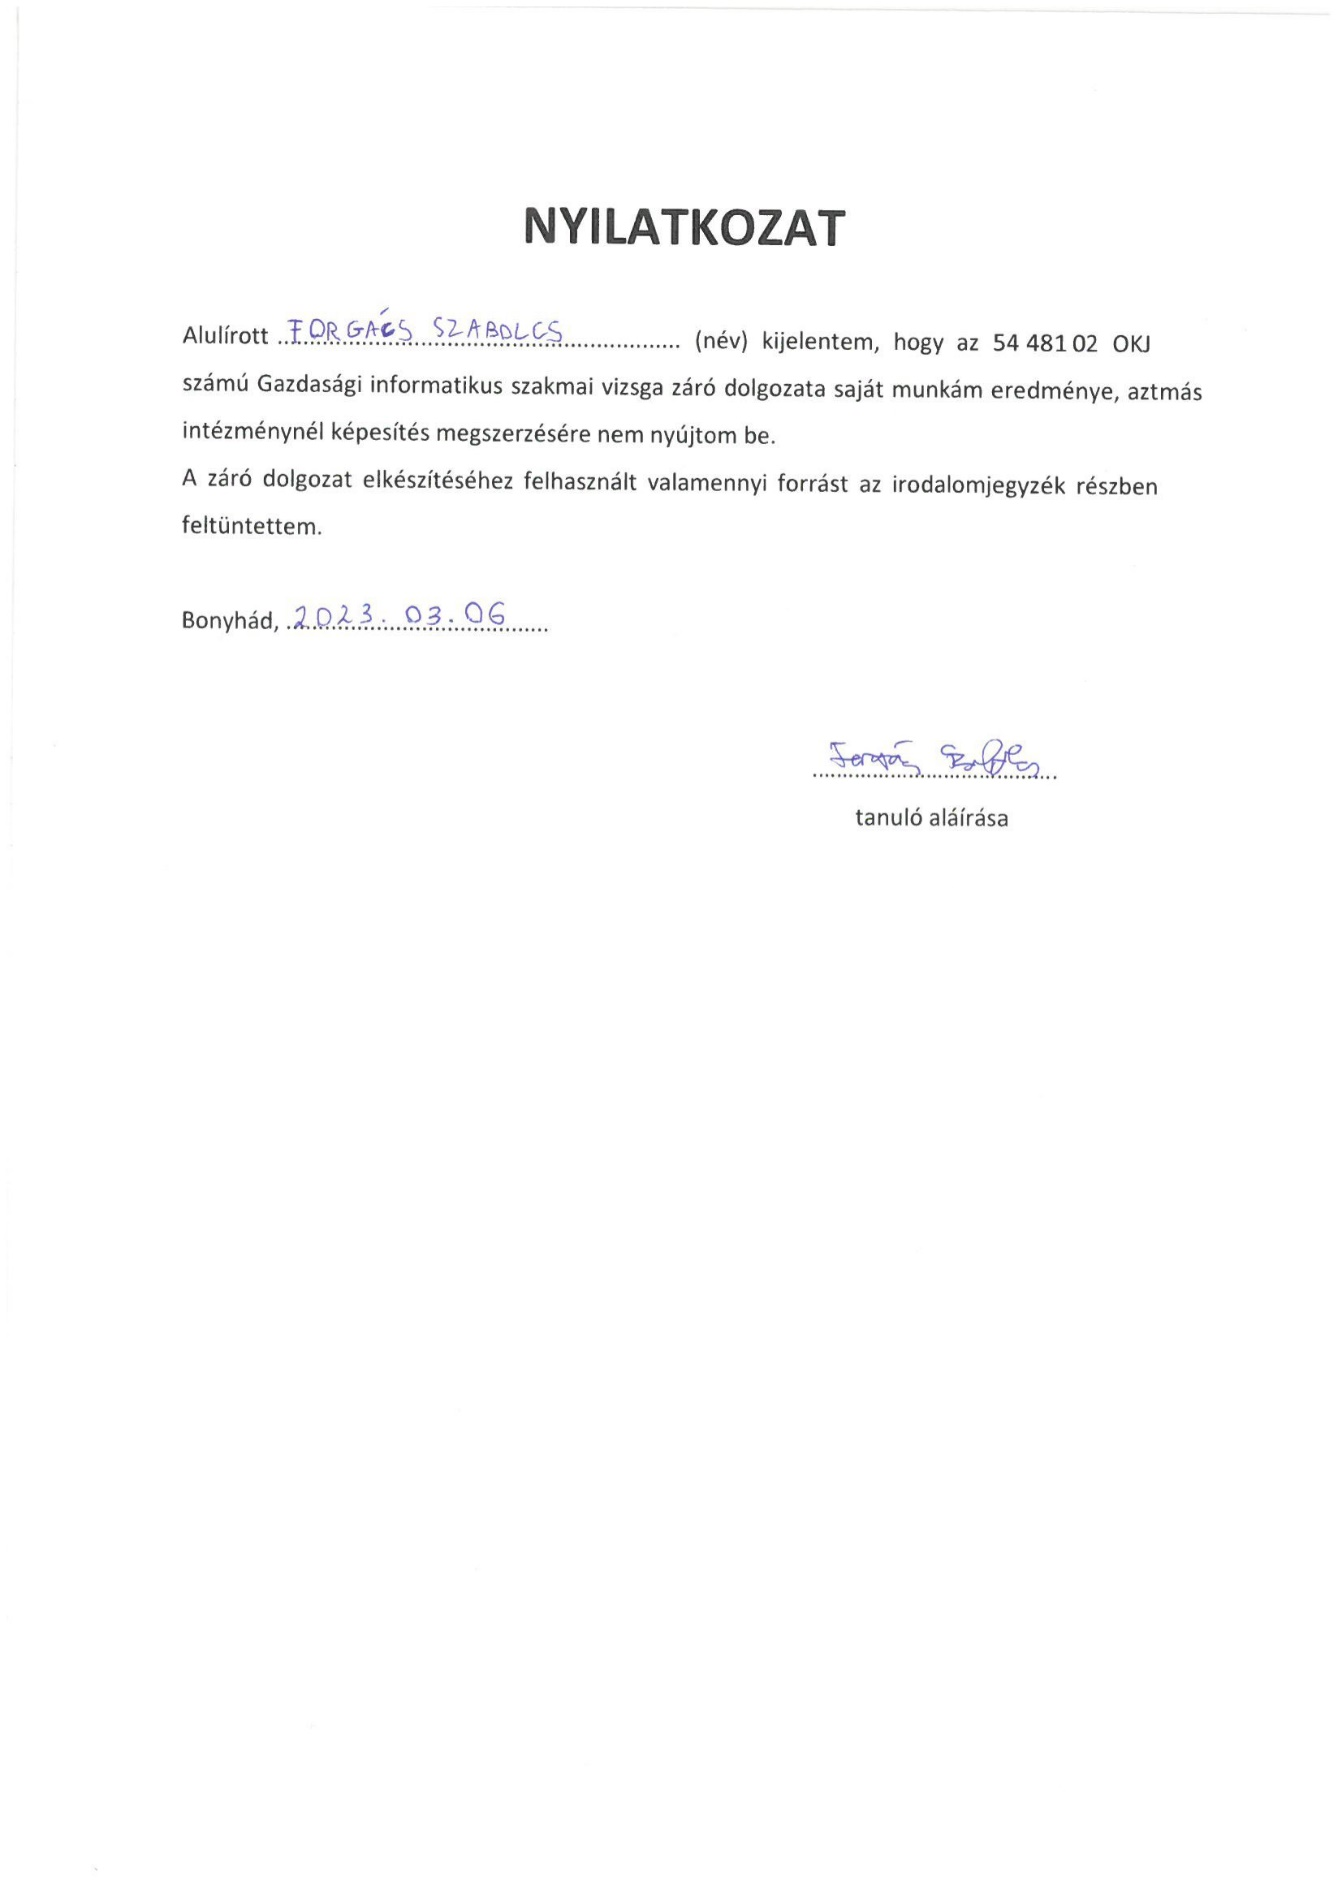 NYILATKOZAT
Alulírott FORGÁCS SZABOLCS (név) kijelentem, hogy az 54 481 02 OKJ
számú Gazdasági informatikus szakmai vizsga záró dolgozata saját munkám eredménye, aztmás
intézménynél képesítés megszerzésére nem nyújtom be.
A záró dolgozat elkészítéséhez felhasznált valamennyi forrást az irodalomjegyzék részben
feltüntettem.
Bonyhád, 2023. 03. 06
Forgács Szabolcs
tanuló aláírása